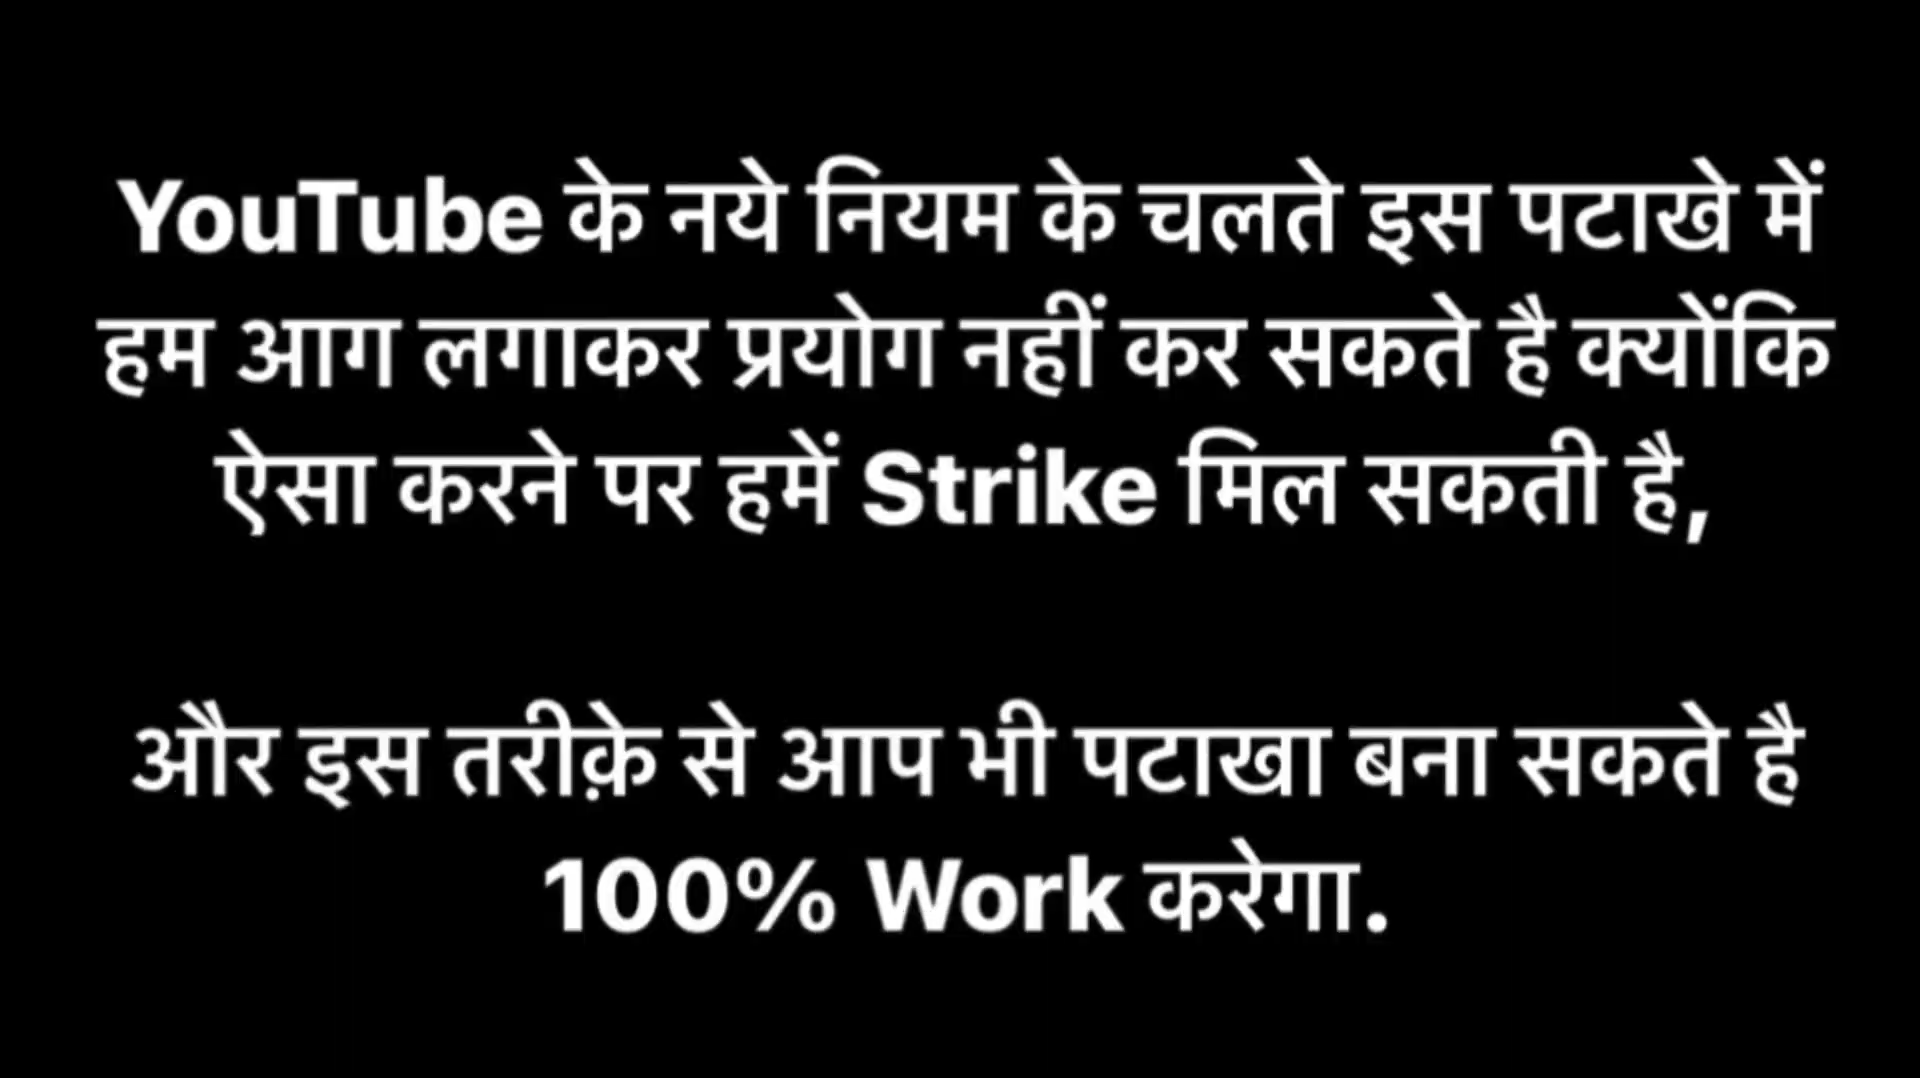 YouTube के नये नियम के चलते इस पटाखे में
हम आग लगाकर प्रयोग नहीं कर सकते है क्योंकि
ऐसा करने पर हमें Strike मिल सकती है,
और इस तरीक़े से आप भी पटाखा बना सकते है
100% Work करेगा.